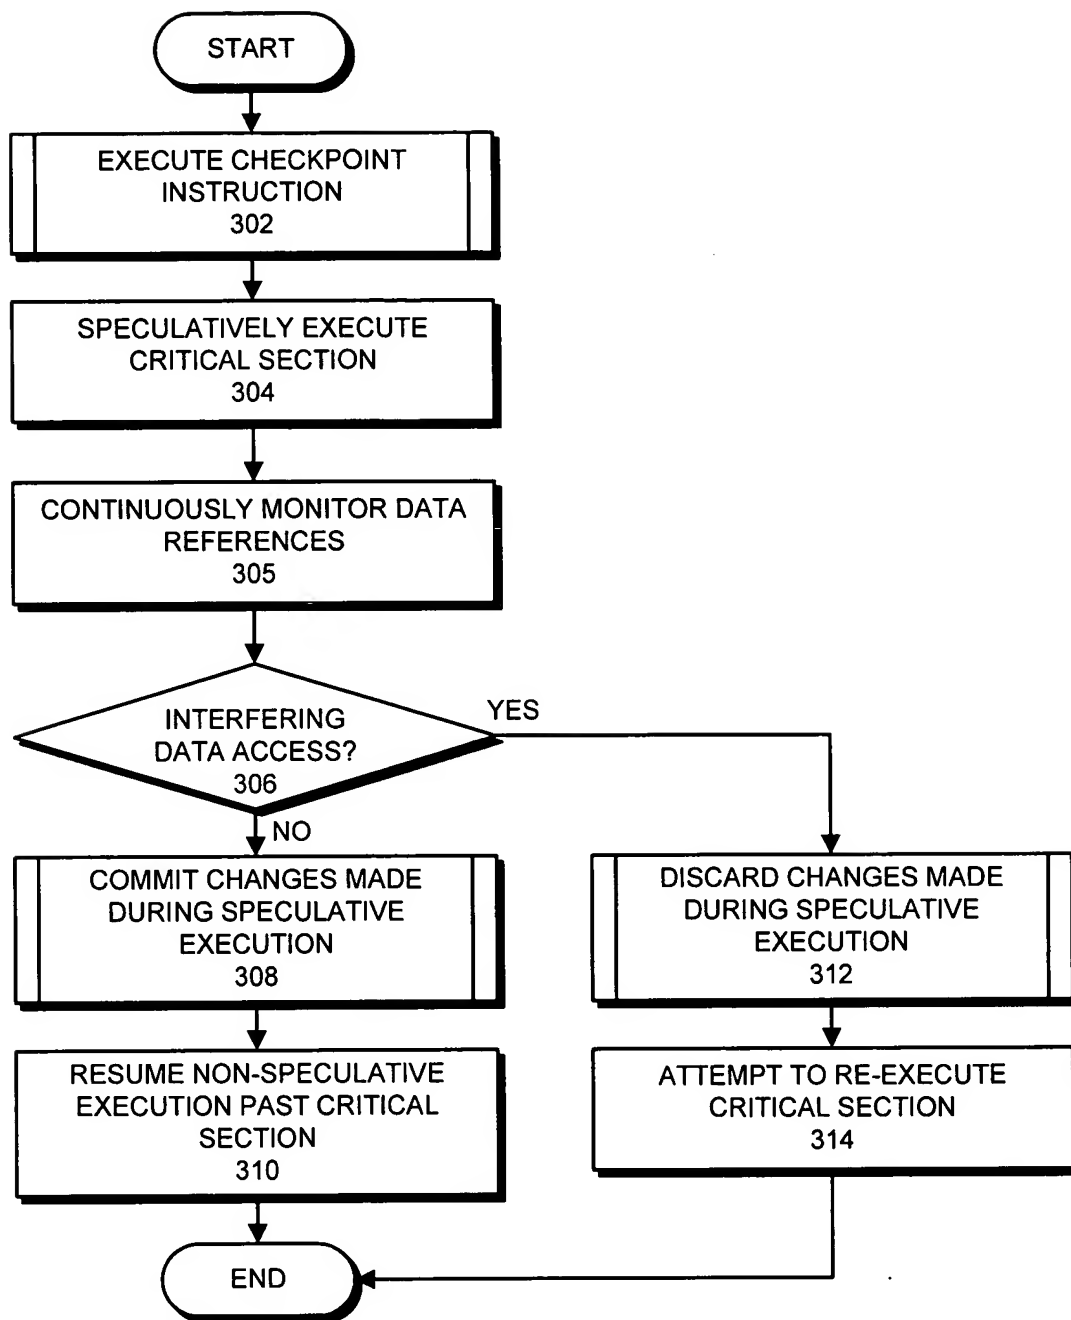 START
EXECUTE CHECKPOINT
INSTRUCTION
302
SPECULATIVELY EXECUTE
CRITICAL SECTION
304
CONTINUOUSLY MONITOR DATA
REFERENCES
305
INTERFERING
DATA ACCESS?
306
YES
NO
COMMIT CHANGES MADE
DURING SPECULATIVE
EXECUTION
308
DISCARD CHANGES MADE
DURING SPECULATIVE
EXECUTION
312
RESUME NON-SPECULATIVE
EXECUTION PAST CRITICAL
SECTION
310
ATTEMPT TO RE-EXECUTE
CRITICAL SECTION
314
END